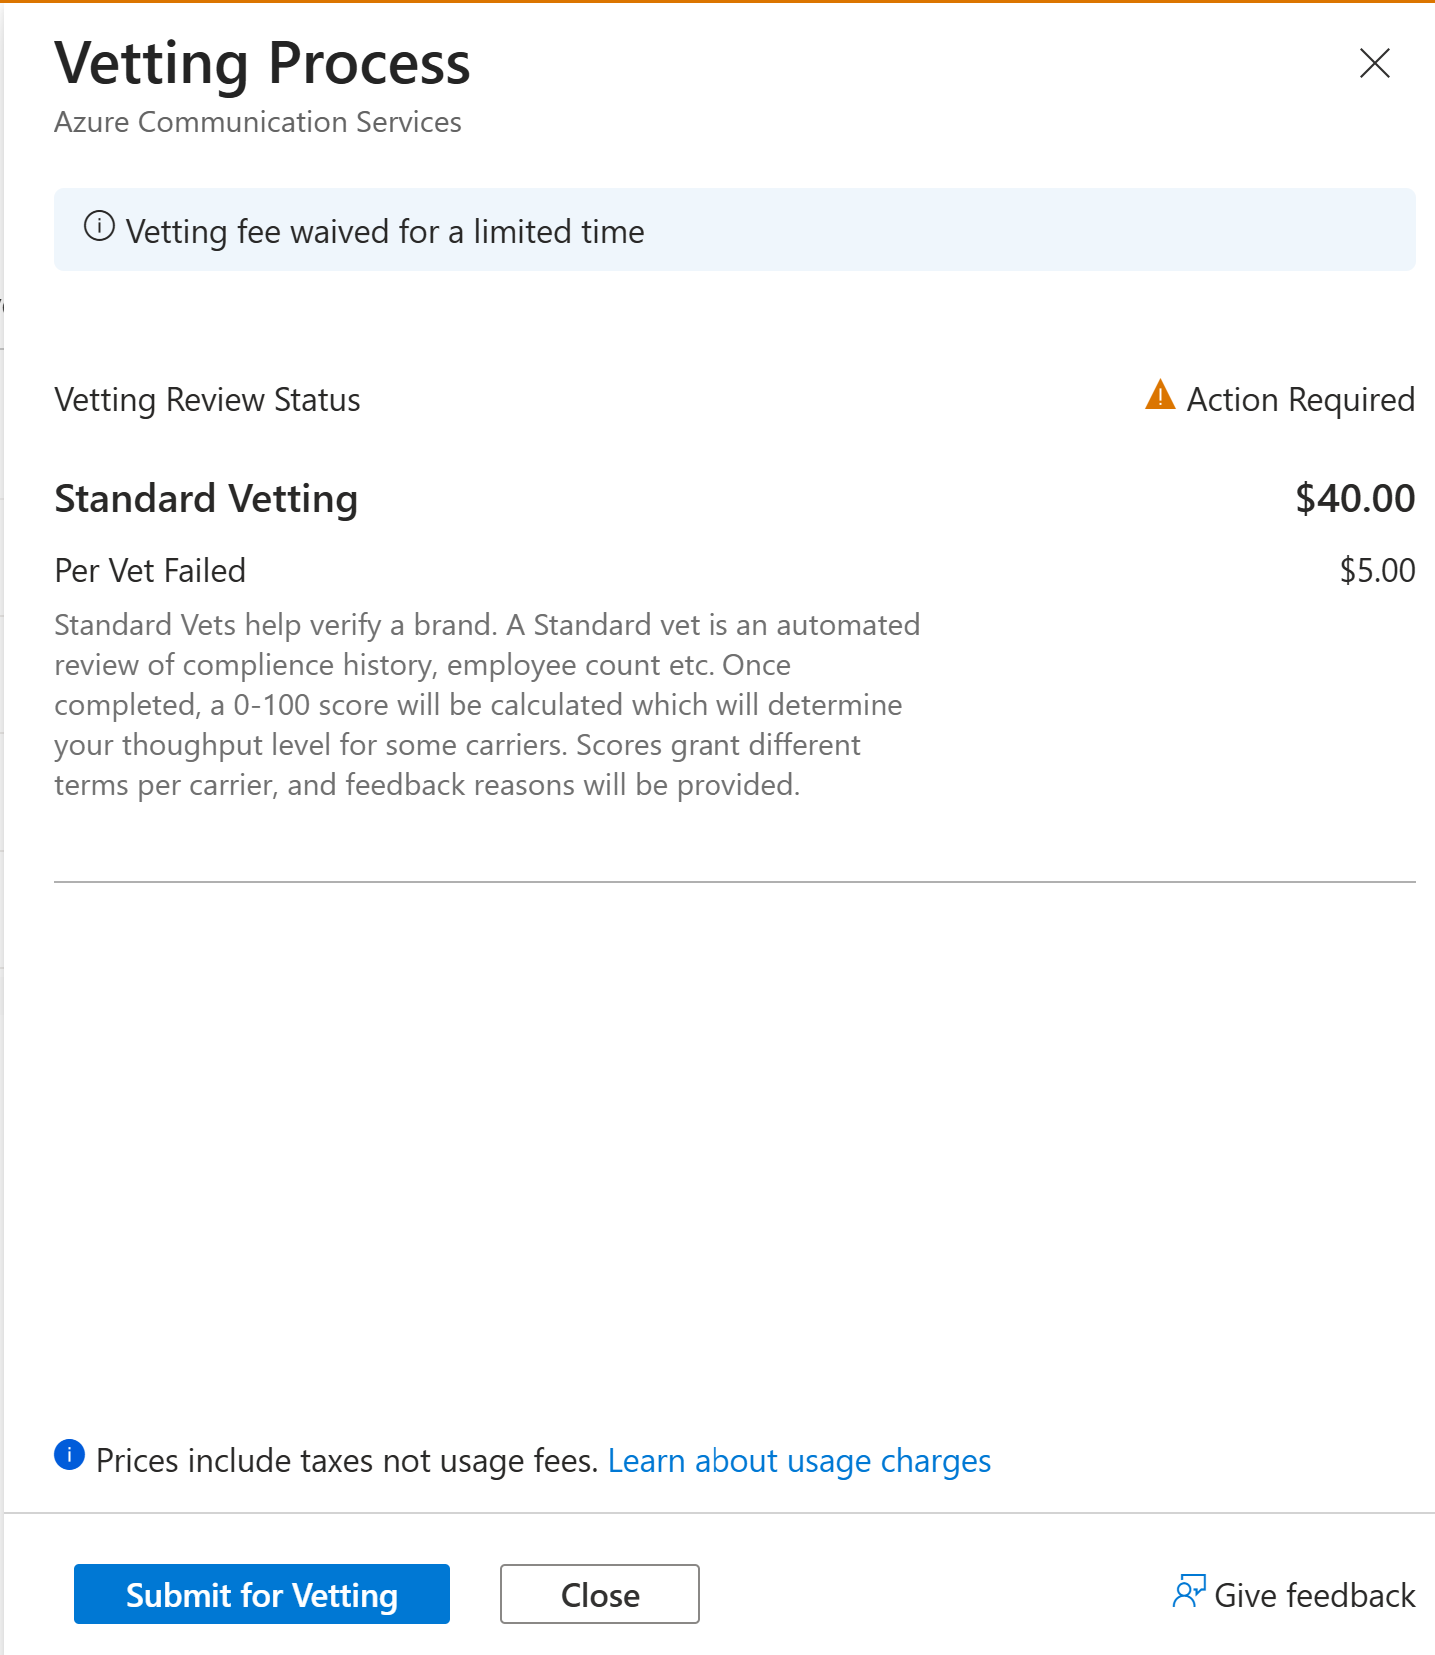 Vetting Process
Azure Communication Services
Vetting fee waived for a limited time
Vetting Review Status
Action Required
Standard Vetting
$40.00
Per Vet Failed
$5.00
Standard Vets help verify a brand. A Standard vet is an automated
review of complience history, employee count etc. Once
completed, a 0-100 score will be calculated which will determine
your thoughput level for some carriers. Scores grant different
terms per carrier, and feedback reasons will be provided.
Prices include taxes not usage fees. Learn about usage charges
Submit for Vetting
Close
Give feedback